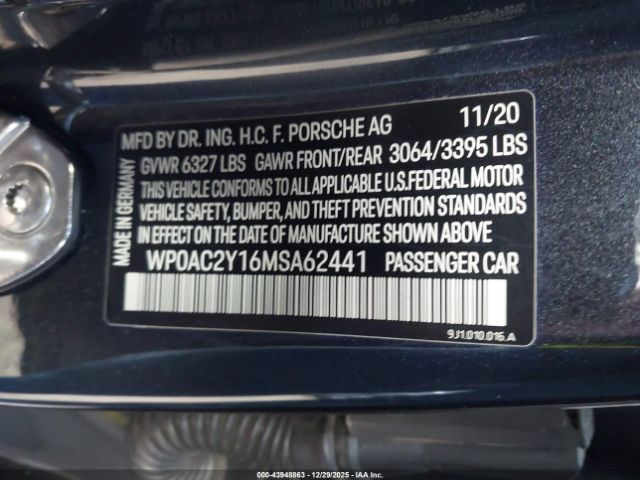 MFD BY DR. ING. H.C. F. PORSCHE AG 11/20
GVWR 6327 LBS GAWR FRONT/REAR 3064/3395 LBS
THIS VEHICLE CONFORMS TO ALL APPLICABLE U.S.FEDERAL MOTOR
VEHICLE SAFETY, BUMPER, AND THEFT PREVENTION STANDARDS
IN EFFECT ON DATE OF MANUFACTURE SHOWN ABOVE
WP0AC2Y16MSA62441 PASSENGER CAR
MADE IN GERMANY
9J1.010.016.A
000-43948863 | 12/29/2025 | IAA Inc.